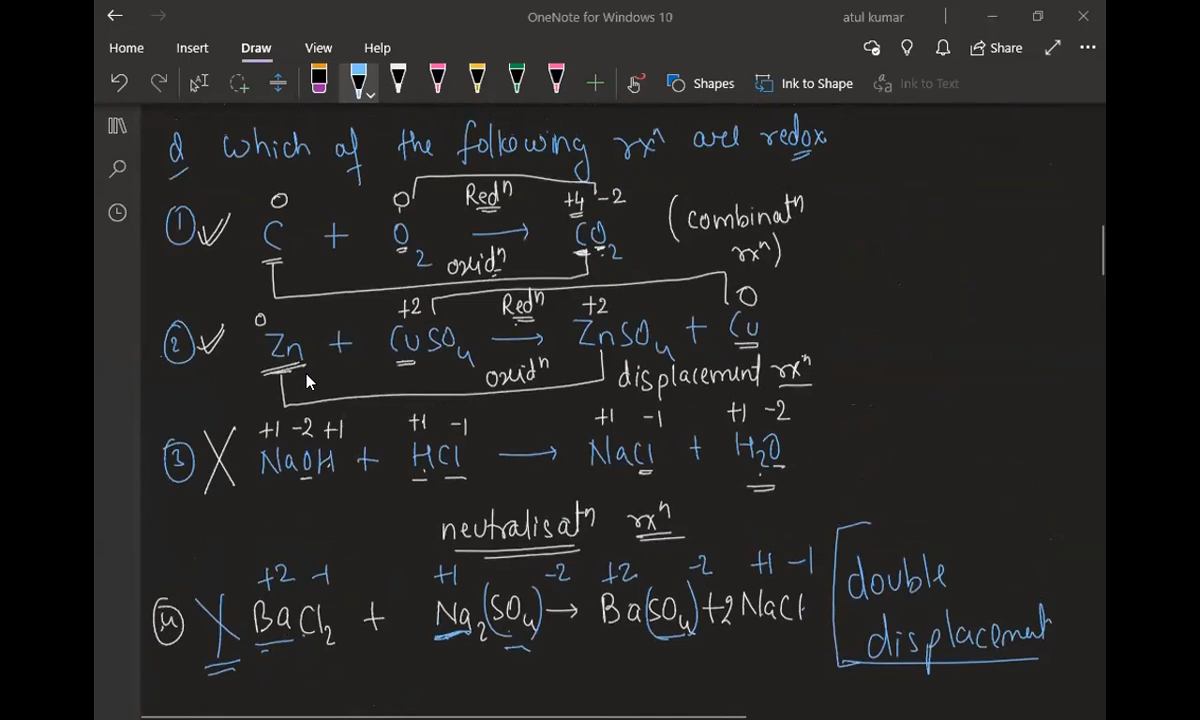 OneNote for Windows 10
atul kumar
Home Insert Draw View Help
Share
Shapes Ink to Shape Ink to Text
Q Which of the following rxⁿ are redox
① ✓ C + O₂ → CO₂ (combinatⁿ rxⁿ)
0 0 Redⁿ +4 -2
oxidⁿ
② ✓ Zn + CuSO₄ → ZnSO₄ + Cu
0 +2 Redⁿ +2 0
oxidⁿ displacement rxⁿ
+1 -2 +1 +1 -1 +1 -1 +1 -2
③ X NaOH + HCl → NaCl + H₂O
neutralisatⁿ rxⁿ
+2 -1 +1 -2 +2 -2 +1 -1
④ X BaCl₂ + Na₂(SO₄) → Ba(SO₄) + 2NaCl
double
displacement